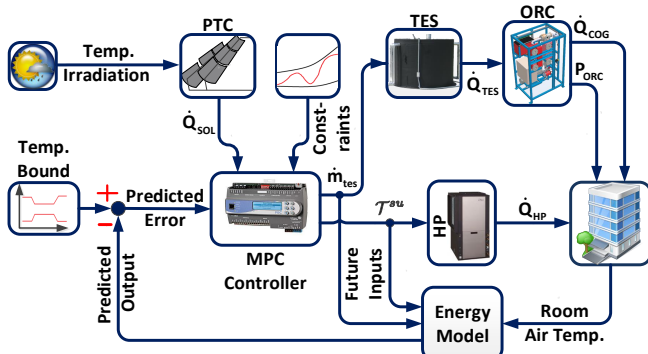 PTC
TES
ORC
Temp.
Irradiation
Const-
raints
Q̇SOL
Q̇TES
Q̇COG
PORC
Temp.
Bound
+
−
Predicted
Error
MPC
Controller
ṁtes
𝒯su
HP
Q̇HP
Predicted
Output
Future
Inputs
Energy
Model
Room
Air Temp.